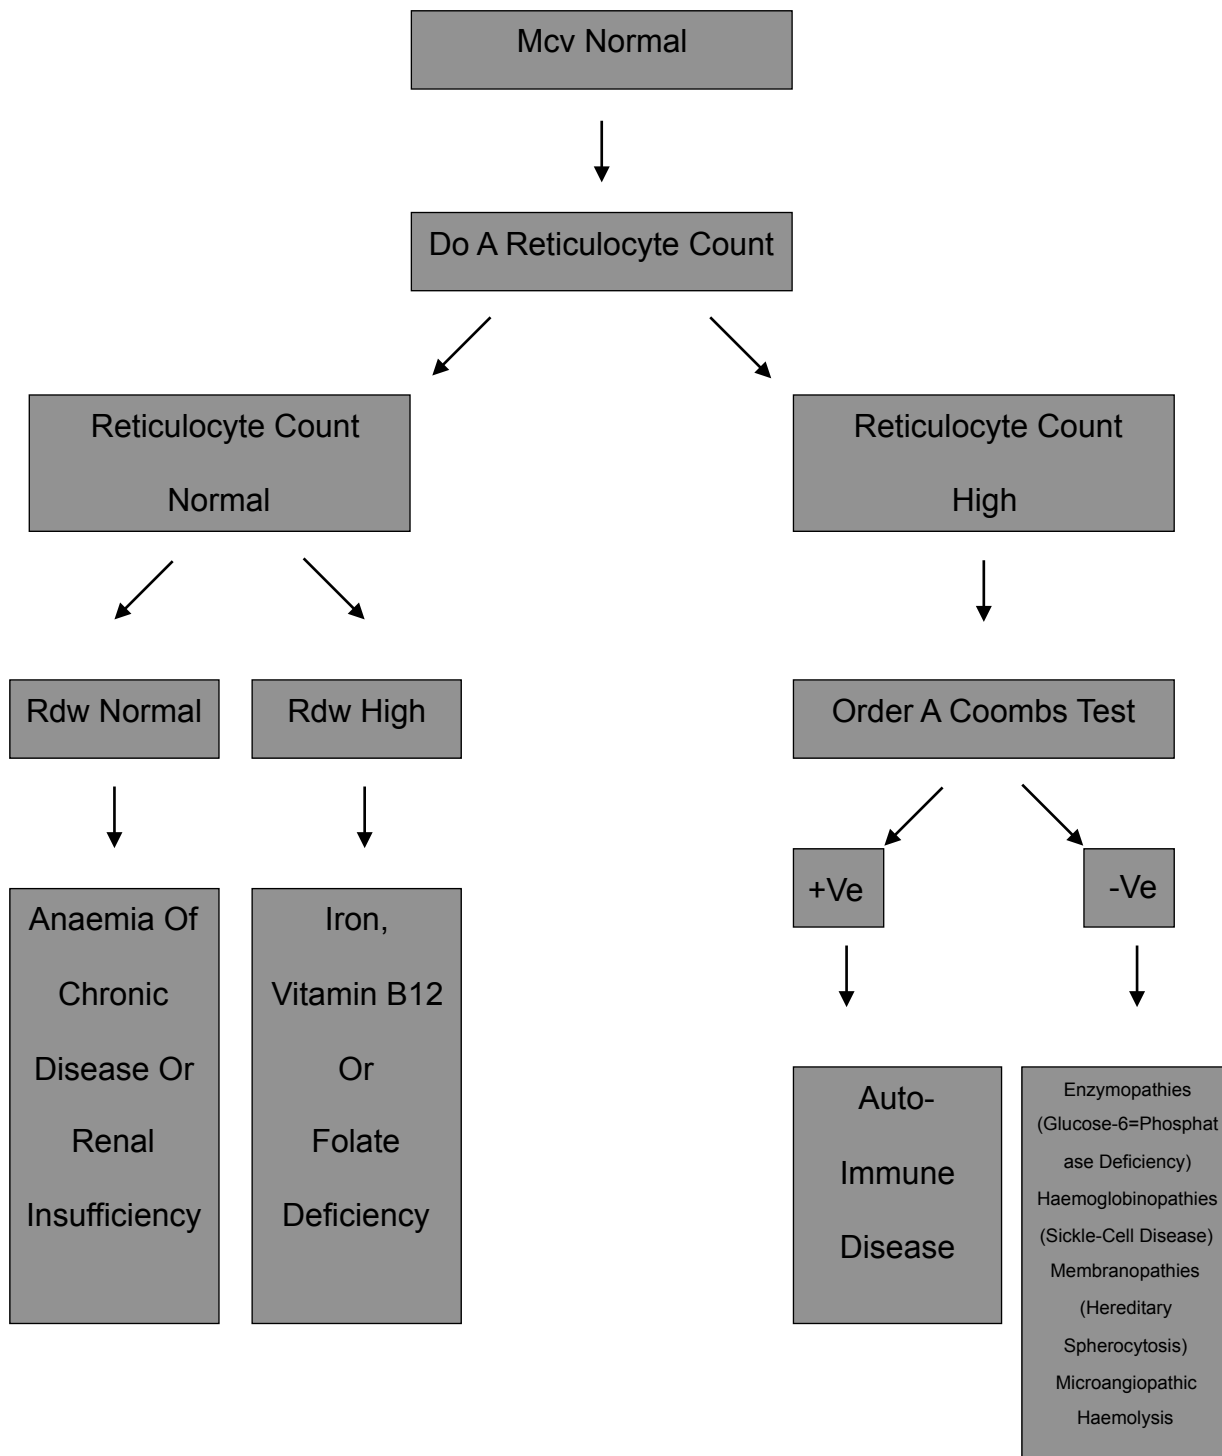 Mcv Normal
Do A Reticulocyte Count
Reticulocyte Count
Normal
Reticulocyte Count
High
Rdw Normal
Rdw High
Order A Coombs Test
+Ve
-Ve
Anaemia Of
Chronic
Disease Or
Renal
Insufficiency
Iron,
Vitamin B12
Or
Folate
Deficiency
Auto-
Immune
Disease
Enzymopathies
(Glucose-6=Phosphat
ase Deficiency)
Haemoglobinopathies
(Sickle-Cell Disease)
Membranopathies
(Hereditary
Spherocytosis)
Microangiopathic
Haemolysis